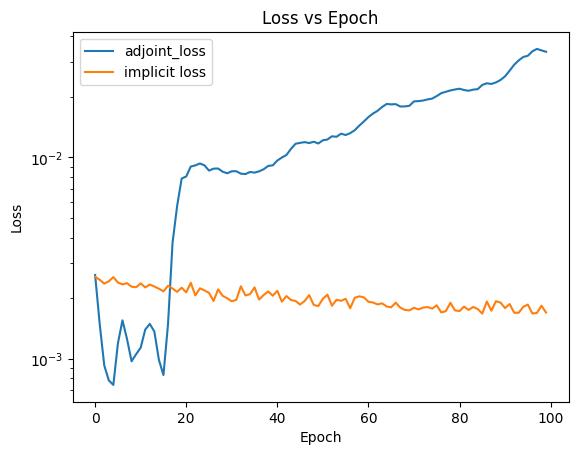 Loss vs Epoch
adjoint_loss
implicit loss
10⁻²
10⁻³
Loss
0 20 40 60 80 100
Epoch